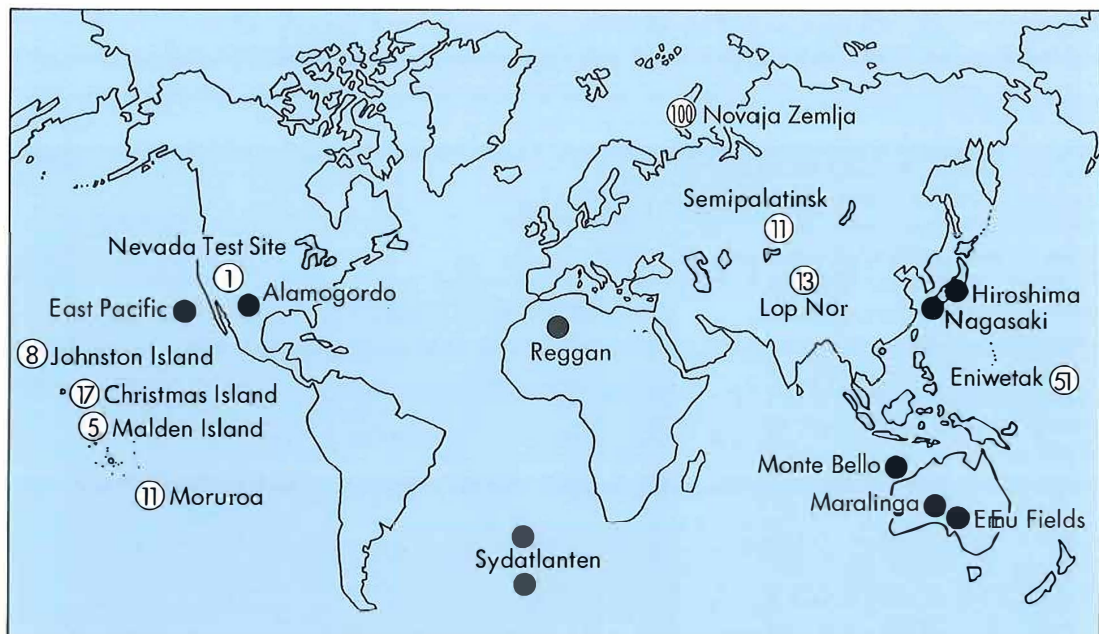 100 Novaja Zemlja
Semipalatinsk
11
Nevada Test Site
1
13
Lop Nor
Alamogordo
East Pacific
Hiroshima
Nagasaki
Reggan
8 Johnston Island
17 Christmas Island
Eniwetak 51
5 Malden Island
Monte Bello
11 Moruroa
Maralinga
EEmu Fields
Sydatlanten